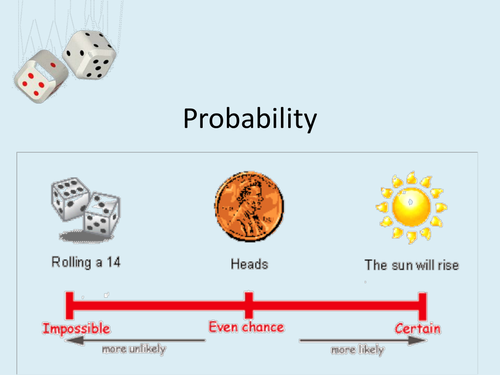 Probability
Rolling a 14
Heads
The sun will rise
Impossible
Even chance
Certain
more unlikely
more likely